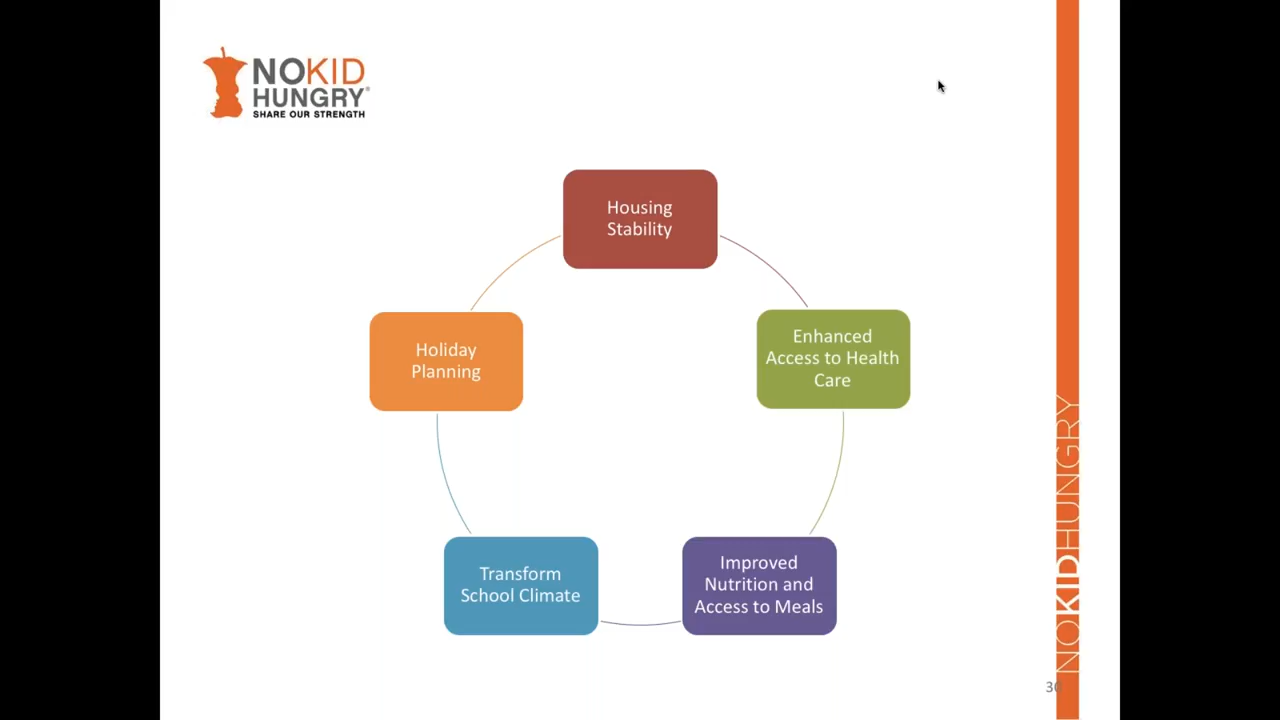 NOKID
HUNGRY®
SHARE OUR STRENGTH
Housing
Stability
Enhanced
Access to Health
Care
Improved
Nutrition and
Access to Meals
Transform
School Climate
Holiday
Planning
NOKIDHUNGRY
30